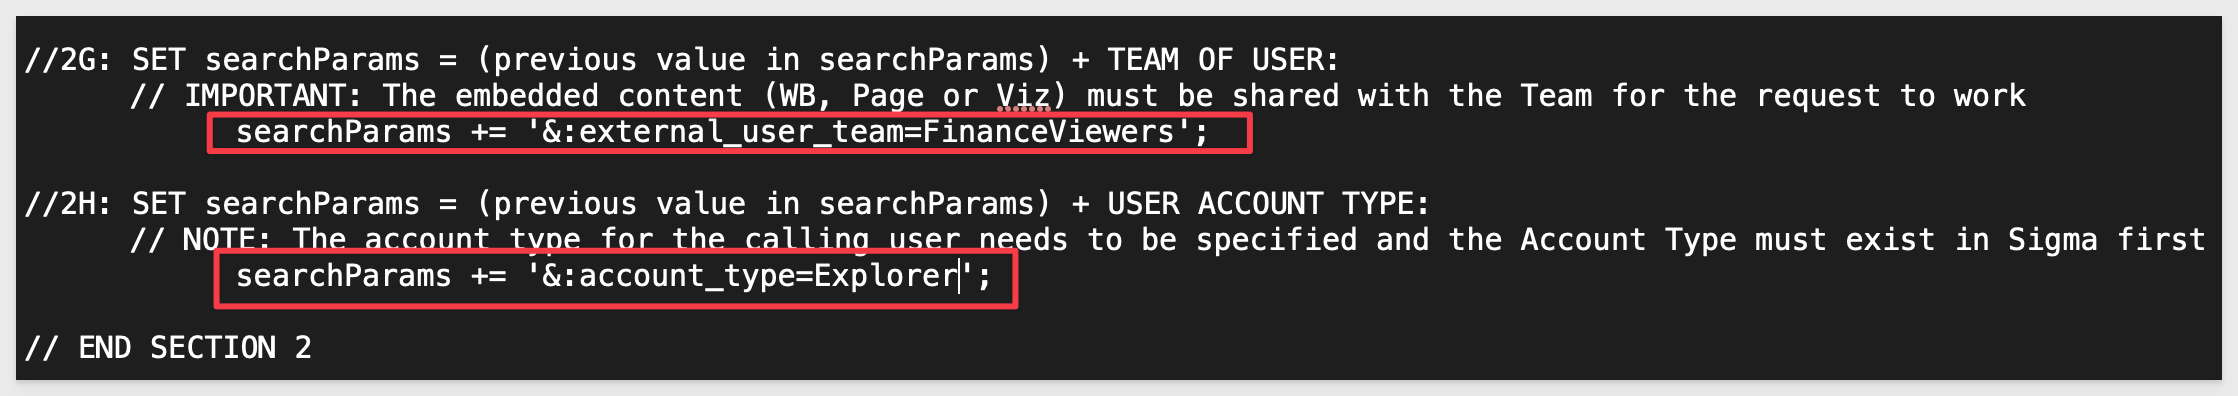 //2G: SET searchParams = (previous value in searchParams) + TEAM OF USER:
// IMPORTANT: The embedded content (WB, Page or Viz) must be shared with the Team for the request to work
searchParams += '&:external_user_team=FinanceViewers';
//2H: SET searchParams = (previous value in searchParams) + USER ACCOUNT TYPE:
// NOTE: The account type for the calling user needs to be specified and the Account Type must exist in Sigma first
searchParams += '&:account_type=Explorer';
// END SECTION 2